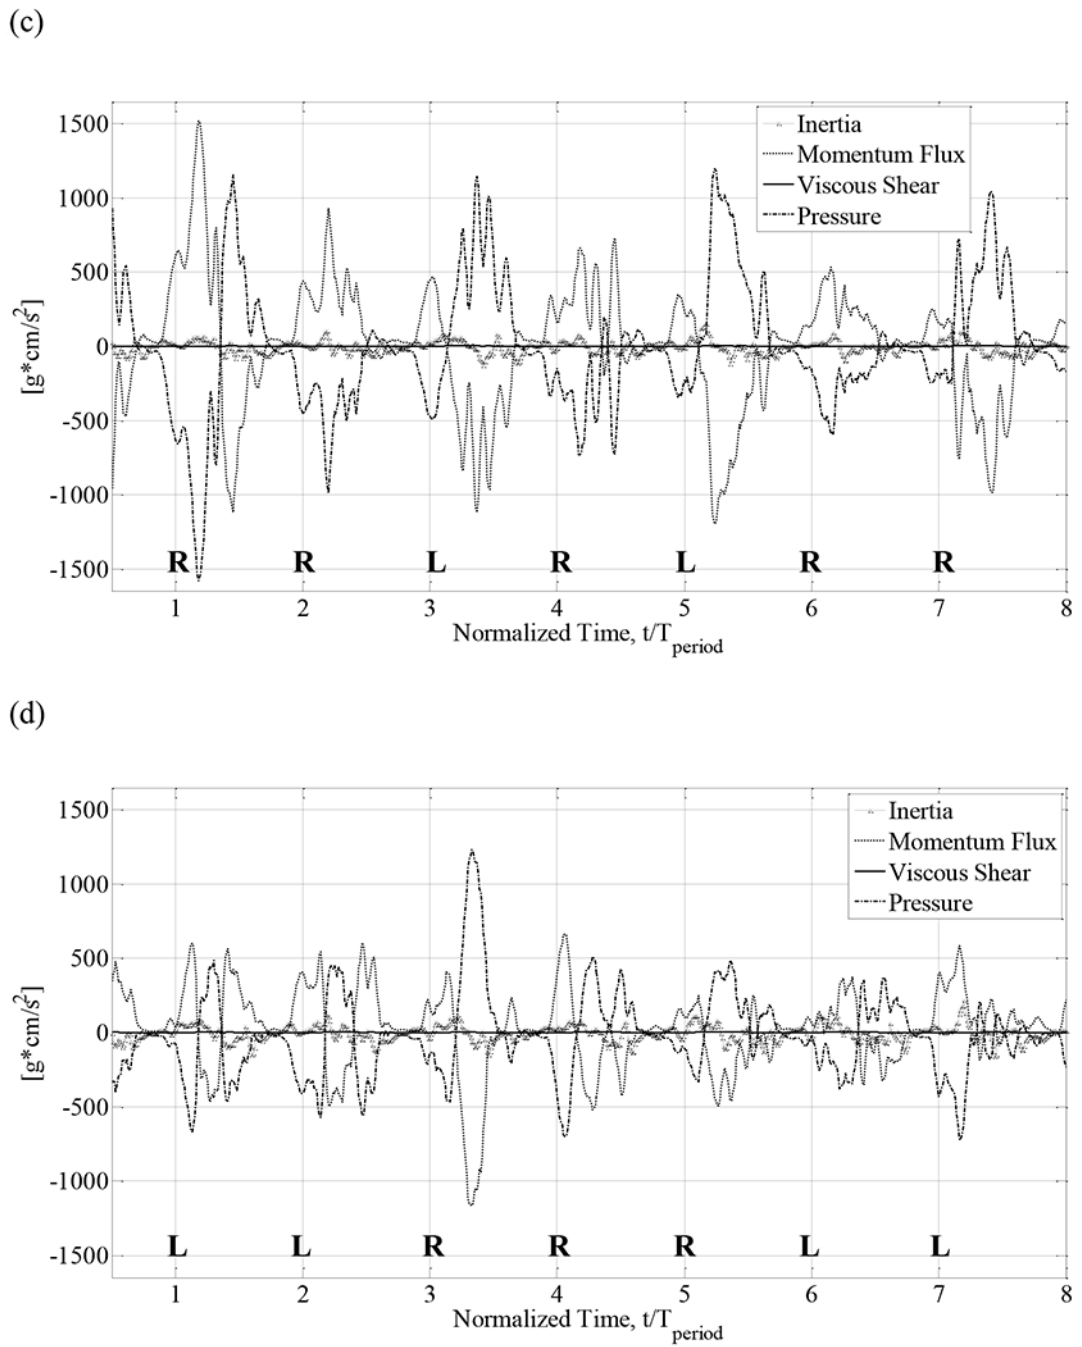 (c)
1500
1000
500
0
-500
-1000
-1500
[g*cm/s²]
Inertia
Momentum Flux
Viscous Shear
Pressure
R R L R L R R
1 2 3 4 5 6 7 8
Normalized Time, t/T_period
(d)
1500
1000
500
0
-500
-1000
-1500
[g*cm/s²]
Inertia
Momentum Flux
Viscous Shear
Pressure
L L R R R L L
1 2 3 4 5 6 7 8
Normalized Time, t/T_period